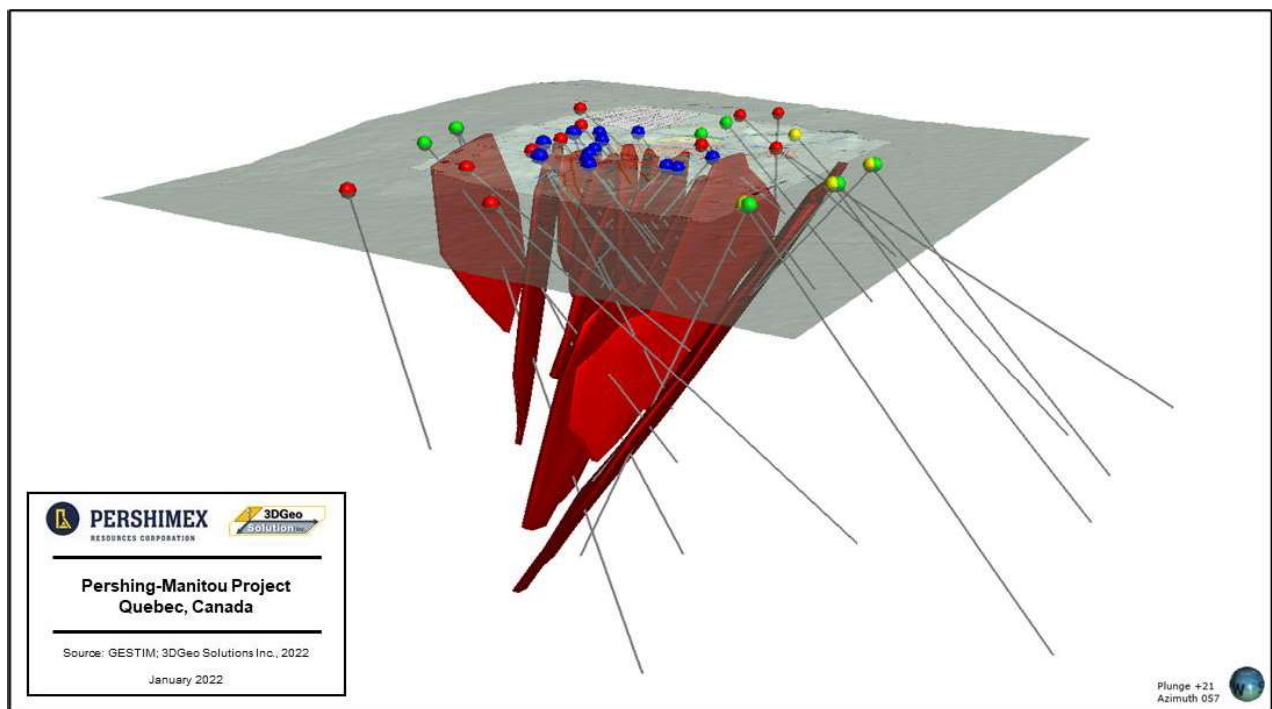 PERSHIMEX
RESOURCES CORPORATION
3DGeo
Solution Inc.
Pershing-Manitou Project
Quebec, Canada
Source: GESTIM; 3DGeo Solutions Inc., 2022
January 2022
Plunge +21
Azimuth 057
W S